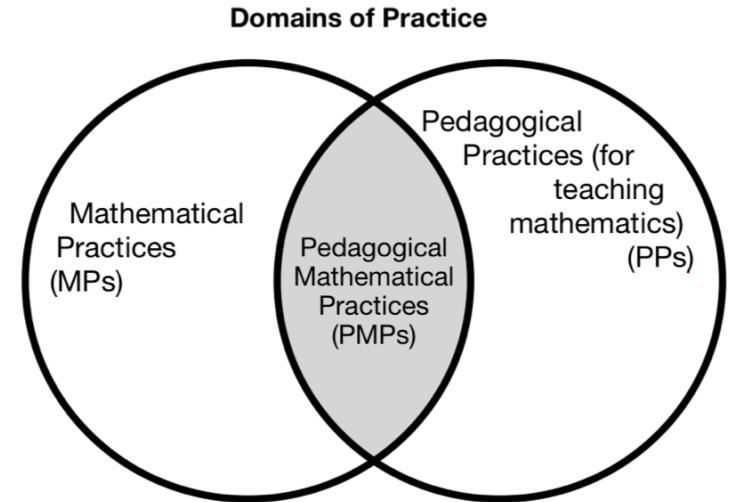 Domains of Practice
Mathematical
Practices
(MPs)
Pedagogical
Mathematical
Practices
(PMPs)
Pedagogical
Practices (for
teaching
mathematics)
(PPs)